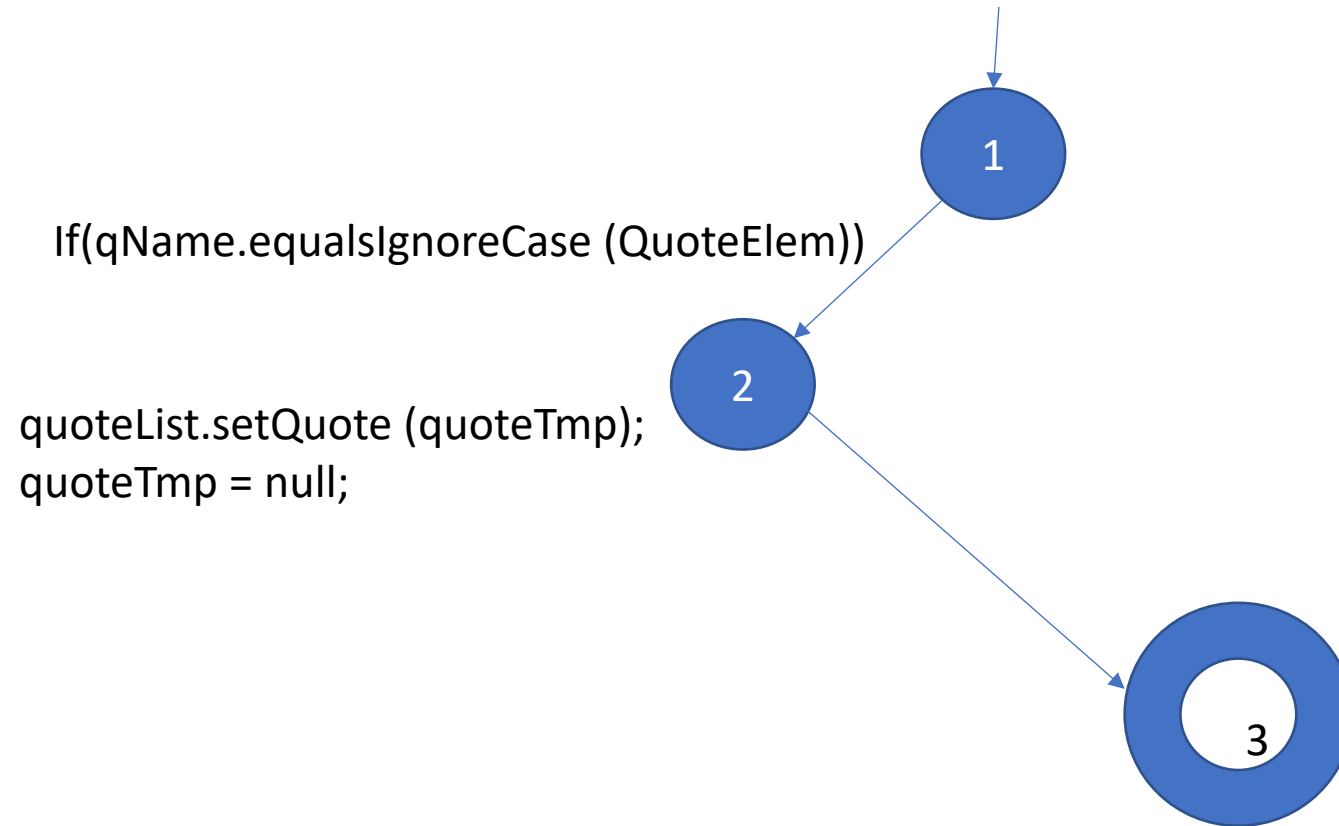 1
If(qName.equalsIgnoreCase (QuoteElem))
2
quoteList.setQuote (quoteTmp);
quoteTmp = null;
3